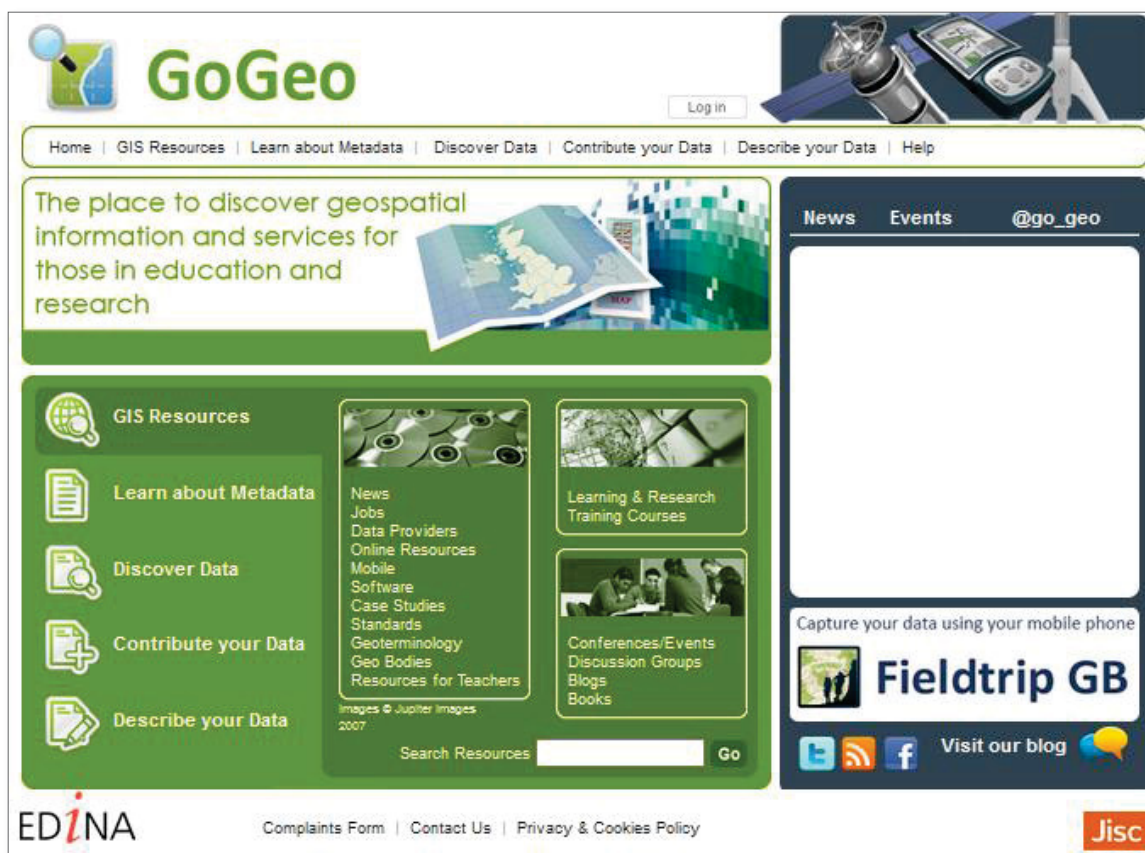 GoGeo
Log in
Home | GIS Resources | Learn about Metadata | Discover Data | Contribute your Data | Describe your Data | Help
The place to discover geospatial
information and services for
those in education and
research
MAP
News Events @go_geo
GIS Resources
Learn about Metadata
Discover Data
Contribute your Data
Describe your Data
News
Jobs
Data Providers
Online Resources
Mobile
Software
Case Studies
Standards
Geoterminology
Geo Bodies
Resources for Teachers
Images © Jupiter Images
2007
Learning & Research
Training Courses
Conferences/Events
Discussion Groups
Blogs
Books
Search Resources
Go
Capture your data using your mobile phone
Fieldtrip GB
Visit our blog
EDiNA
Complaints Form | Contact Us | Privacy & Cookies Policy
Jisc